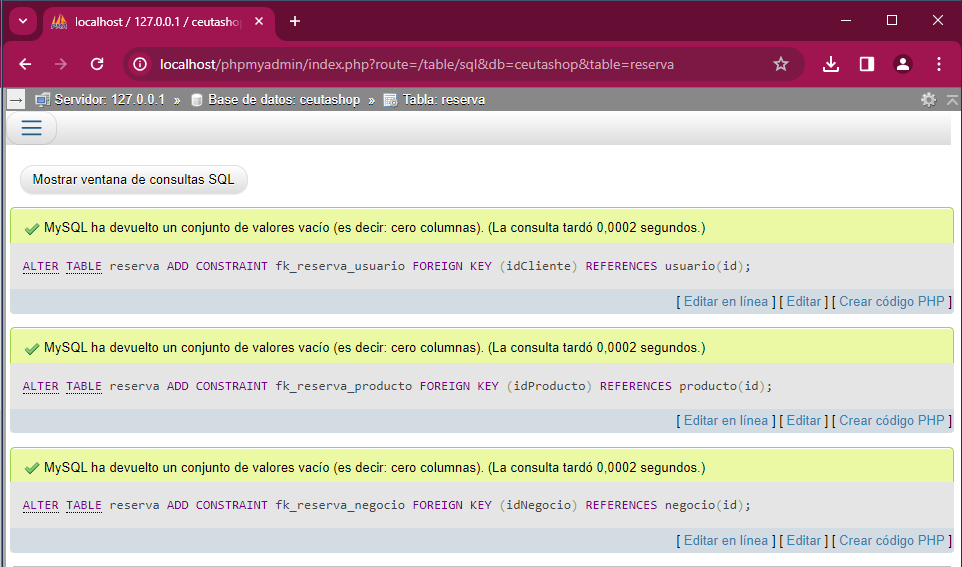 localhost / 127.0.0.1 / ceutasho
localhost/phpmyadmin/index.php?route=/table/sql&db=ceutashop&table=reserva
Servidor: 127.0.0.1 » Base de datos: ceutashop » Tabla: reserva
Mostrar ventana de consultas SQL
MySQL ha devuelto un conjunto de valores vacío (es decir: cero columnas). (La consulta tardó 0,0002 segundos.)
ALTER TABLE reserva ADD CONSTRAINT fk_reserva_usuario FOREIGN KEY (idCliente) REFERENCES usuario(id);
[ Editar en línea ] [ Editar ] [ Crear código PHP ]
MySQL ha devuelto un conjunto de valores vacío (es decir: cero columnas). (La consulta tardó 0,0002 segundos.)
ALTER TABLE reserva ADD CONSTRAINT fk_reserva_producto FOREIGN KEY (idProducto) REFERENCES producto(id);
[ Editar en línea ] [ Editar ] [ Crear código PHP ]
MySQL ha devuelto un conjunto de valores vacío (es decir: cero columnas). (La consulta tardó 0,0002 segundos.)
ALTER TABLE reserva ADD CONSTRAINT fk_reserva_negocio FOREIGN KEY (idNegocio) REFERENCES negocio(id);
[ Editar en línea ] [ Editar ] [ Crear código PHP ]